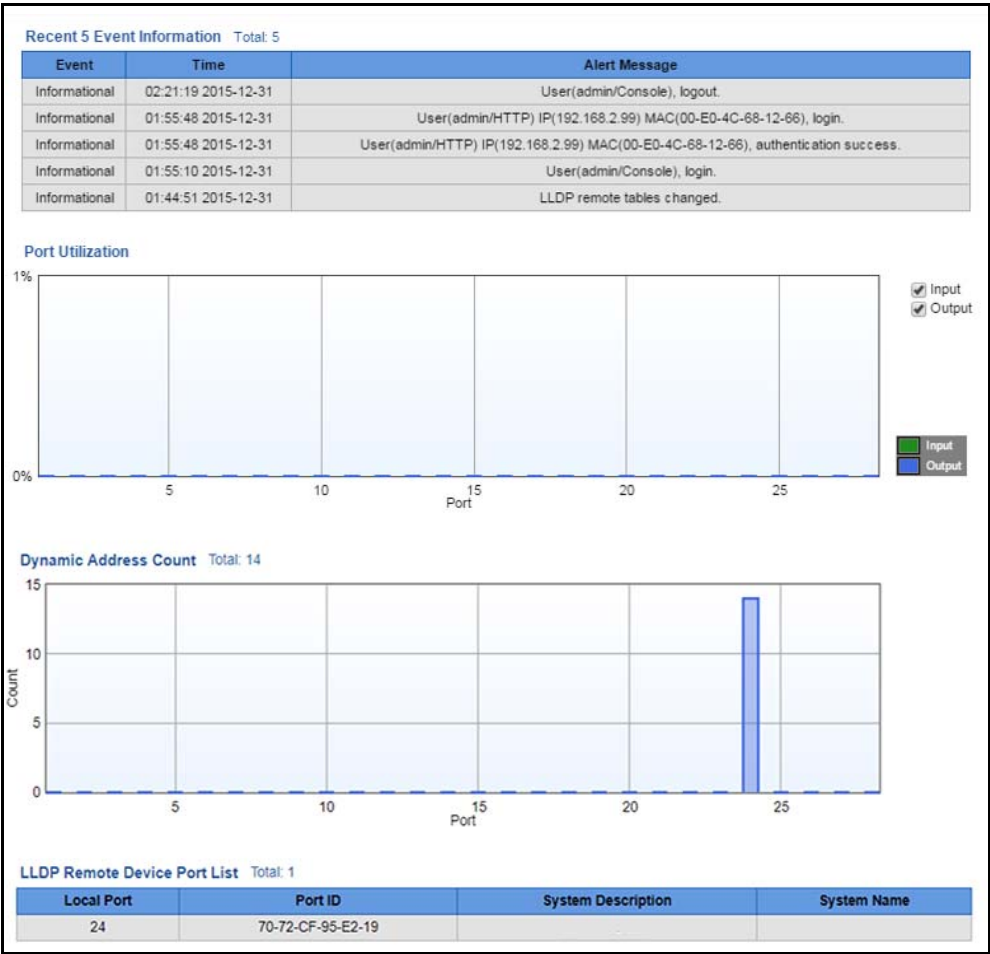 Recent 5 Event Information Total: 5
Event Time Alert Message
Informational 02:21:19 2015-12-31 User(admin/Console), logout.
Informational 01:55:48 2015-12-31 User(admin/HTTP) IP(192.168.2.99) MAC(00-E0-4C-68-12-66), login.
Informational 01:55:48 2015-12-31 User(admin/HTTP) IP(192.168.2.99) MAC(00-E0-4C-68-12-66), authentication success.
Informational 01:55:10 2015-12-31 User(admin/Console), login.
Informational 01:44:51 2015-12-31 LLDP remote tables changed.
Port Utilization
1%
Input
Output
Input
Output
0%
5 10 15 20 25
Port
Dynamic Address Count Total: 14
15
10
5
0
Count
5 10 15 20 25
Port
LLDP Remote Device Port List Total: 1
Local Port Port ID System Description System Name
24 70-72-CF-95-E2-19